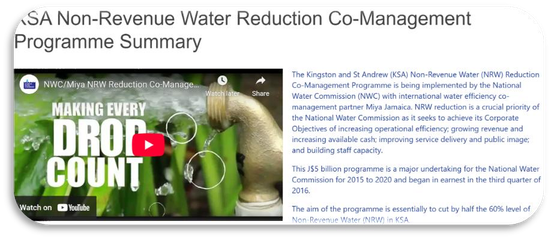 KSA Non-Revenue Water Reduction Co-Management
Programme Summary
NWC/Miya NRW Reduction Co-Manage...
Watch later
Share
MAKING EVERY
DROP
COUNT
Watch on YouTube
The Kingston and St Andrew (KSA) Non-Revenue Water (NRW) Reduction
Co-Management Programme is being implemented by the National
Water Commission (NWC) with international water efficiency co-
management partner Miya Jamaica. NRW reduction is a crucial priority of
the National Water Commission as it seeks to achieve its Corporate
Objectives of increasing operational efficiency; growing revenue and
increasing available cash; improving service delivery and public image;
and building staff capacity.
This J$5 billion programme is a major undertaking for the National Water
Commission for 2015 to 2020 and began in earnest in the third quarter of
2016.
The aim of the programme is essentially to cut by half the 60% level of
Non-Revenue Water (NRW) in KSA.